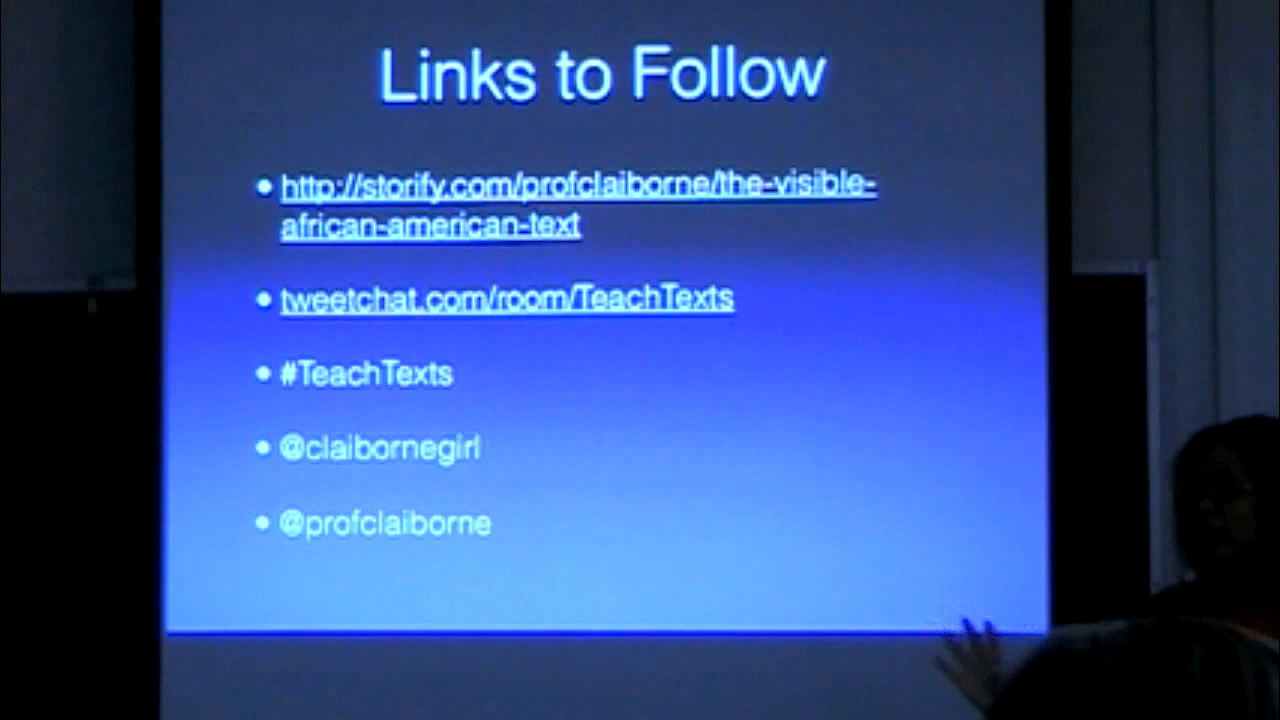 Links to Follow
• http://storify.com/profclaiborne/the-visible-
african-american-text
• tweetchat.com/room/TeachTexts
• #TeachTexts
• @claibornegirl
• @profclaiborne